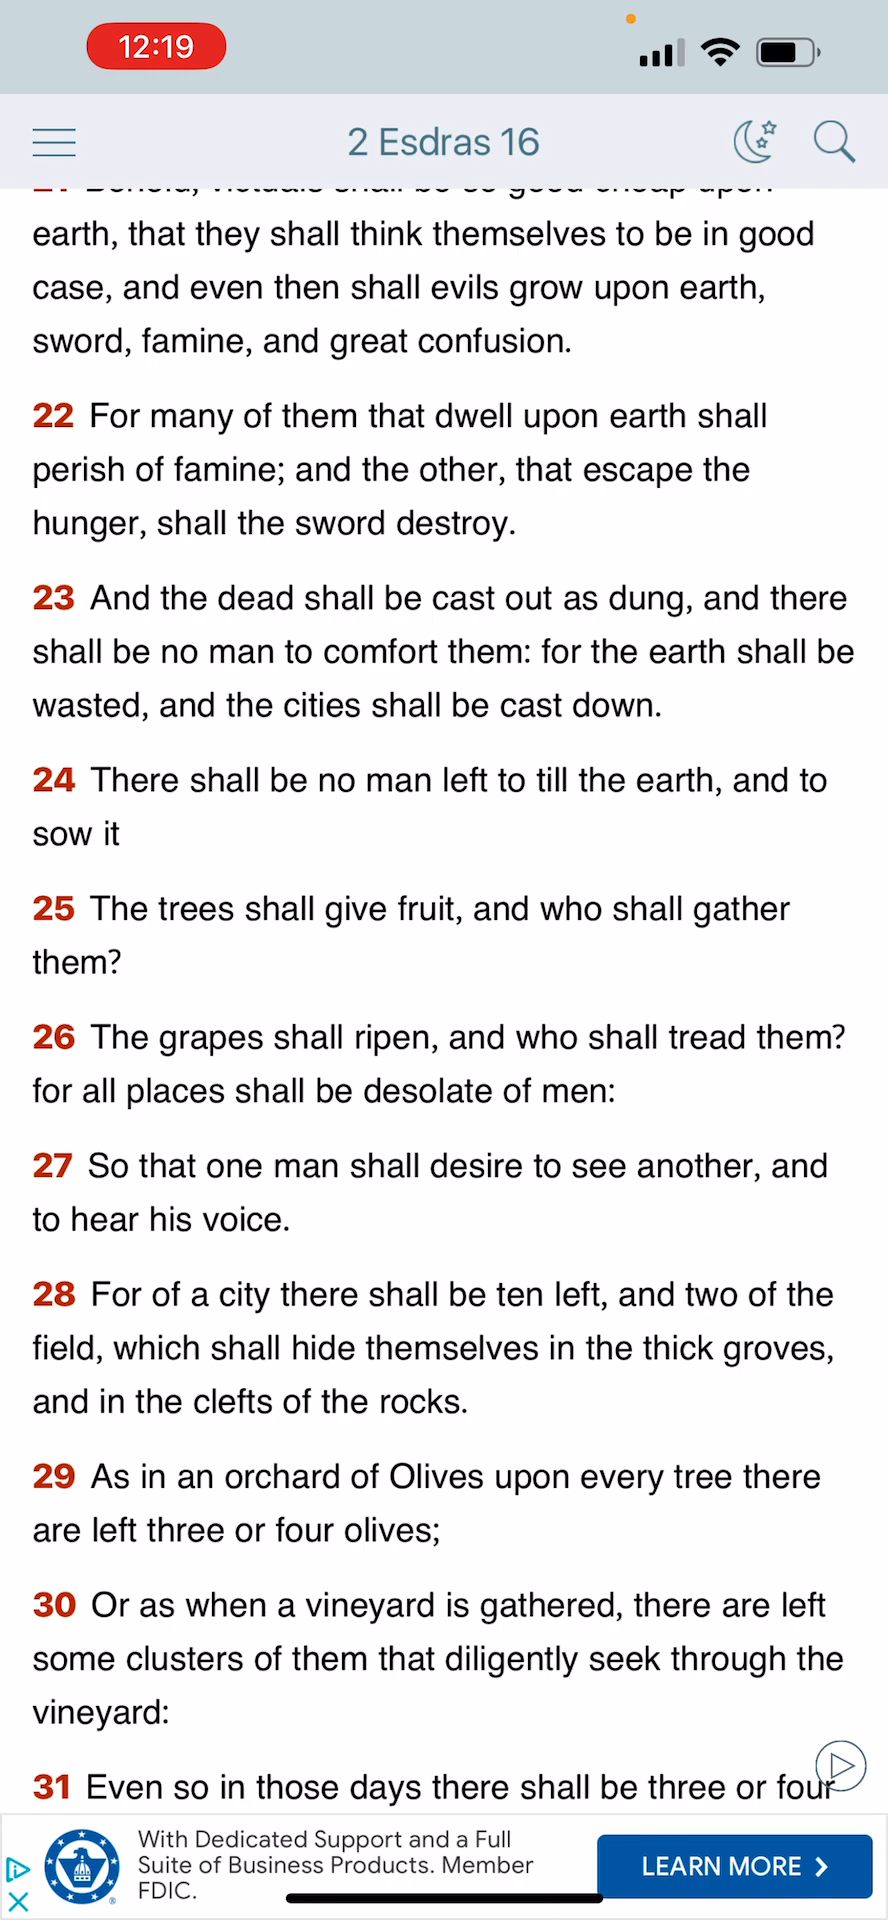 12:19
2 Esdras 16
earth, that they shall think themselves to be in good
case, and even then shall evils grow upon earth,
sword, famine, and great confusion.
22 For many of them that dwell upon earth shall
perish of famine; and the other, that escape the
hunger, shall the sword destroy.
23 And the dead shall be cast out as dung, and there
shall be no man to comfort them: for the earth shall be
wasted, and the cities shall be cast down.
24 There shall be no man left to till the earth, and to
sow it
25 The trees shall give fruit, and who shall gather
them?
26 The grapes shall ripen, and who shall tread them?
for all places shall be desolate of men:
27 So that one man shall desire to see another, and
to hear his voice.
28 For of a city there shall be ten left, and two of the
field, which shall hide themselves in the thick groves,
and in the clefts of the rocks.
29 As in an orchard of Olives upon every tree there
are left three or four olives;
30 Or as when a vineyard is gathered, there are left
some clusters of them that diligently seek through the
vineyard:
31 Even so in those days there shall be three or four
With Dedicated Support and a Full
Suite of Business Products. Member
FDIC.
LEARN MORE